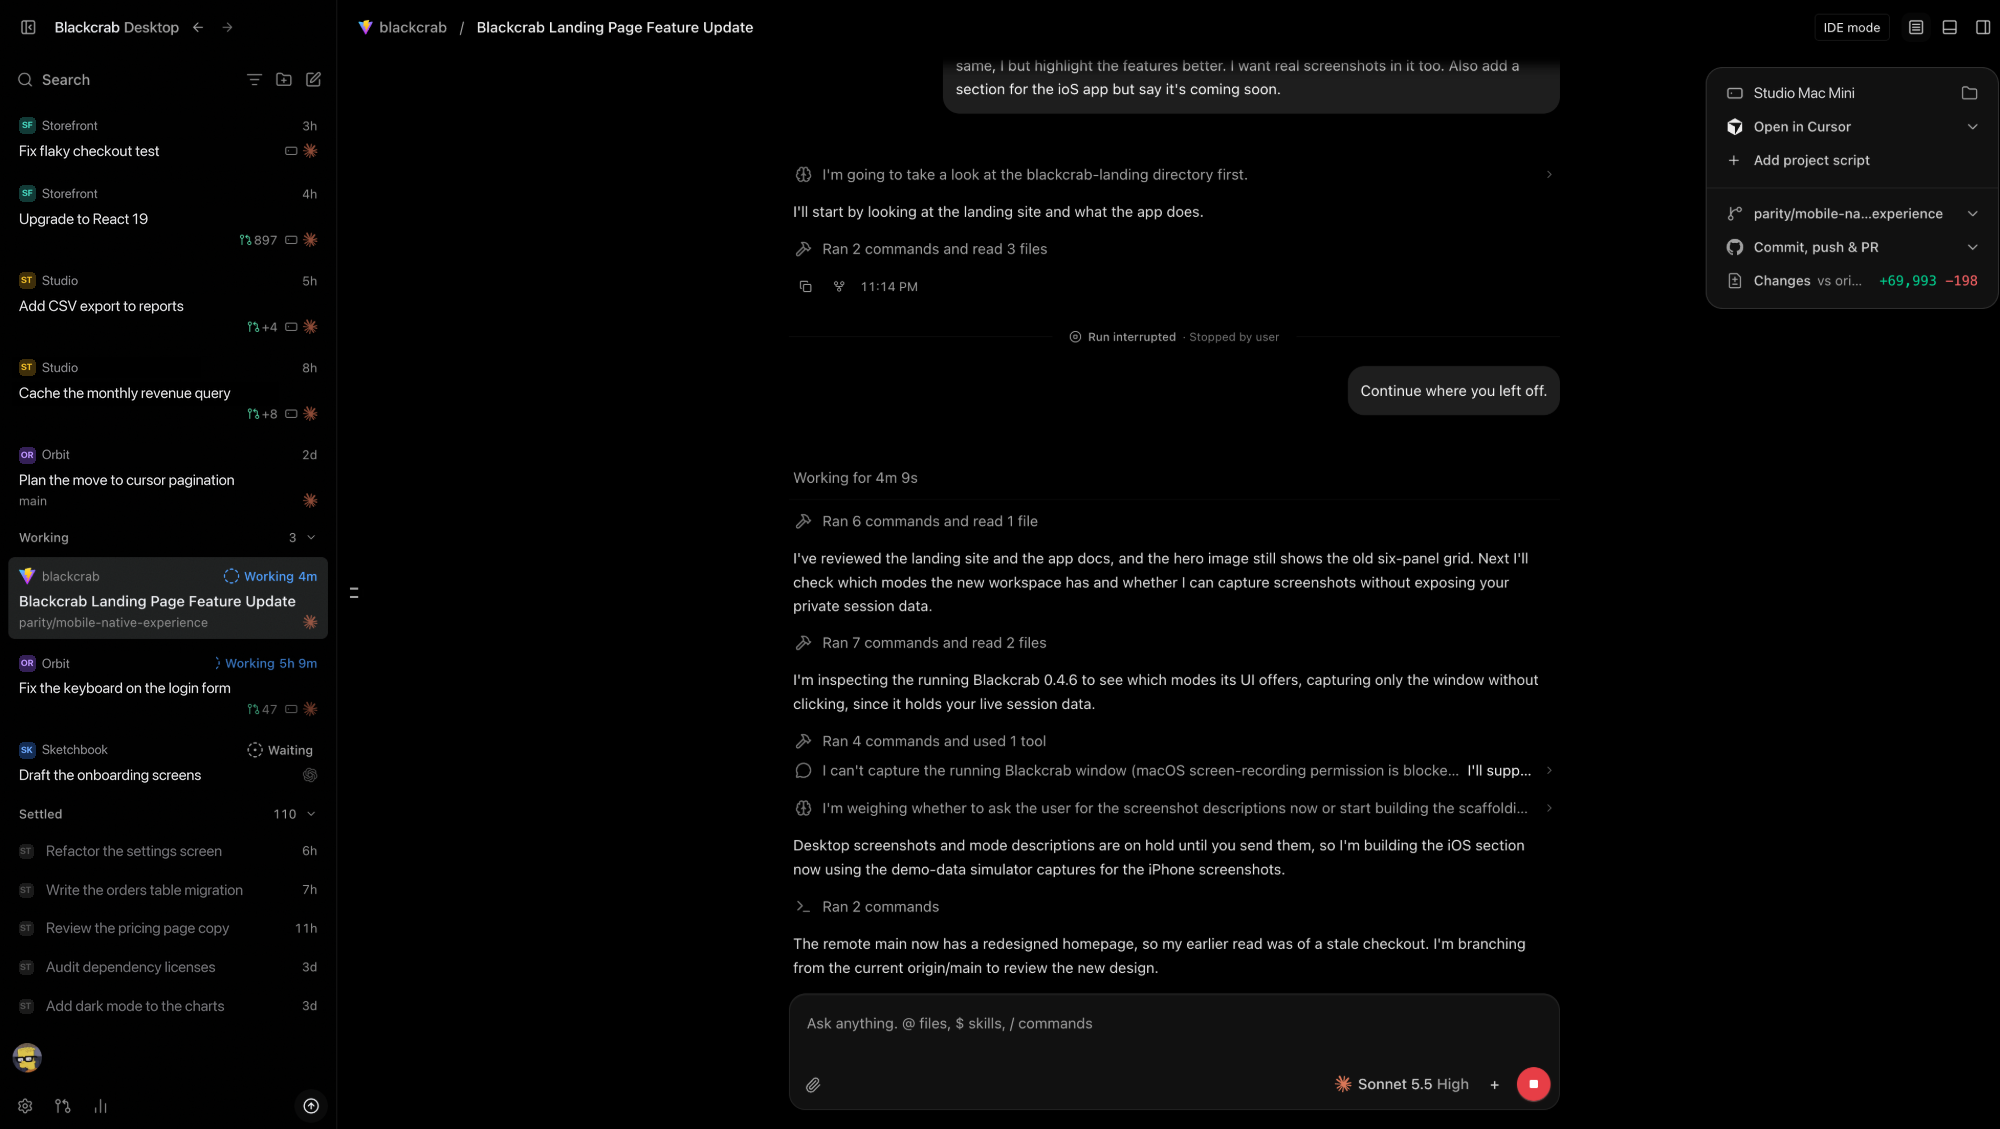 Blackcrab Desktop
Search
SF Storefront 3h
Fix flaky checkout test
SF Storefront 4h
Upgrade to React 19
897
ST Studio 5h
Add CSV export to reports
+4
ST Studio 8h
Cache the monthly revenue query
+8
OR Orbit 2d
Plan the move to cursor pagination
main
Working 3
blackcrab Working 4m
Blackcrab Landing Page Feature Update
parity/mobile-native-experience
OR Orbit Working 5h 9m
Fix the keyboard on the login form
47
SK Sketchbook Waiting
Draft the onboarding screens
Settled 110
ST Refactor the settings screen 6h
ST Write the orders table migration 7h
ST Review the pricing page copy 11h
ST Audit dependency licenses 3d
ST Add dark mode to the charts 3d
blackcrab / Blackcrab Landing Page Feature Update
IDE mode
same, I but highlight the features better. I want real screenshots in it too. Also add a
section for the ioS app but say it's coming soon.
I'm going to take a look at the blackcrab-landing directory first.
I'll start by looking at the landing site and what the app does.
Ran 2 commands and read 3 files
11:14 PM
Run interrupted · Stopped by user
Continue where you left off.
Working for 4m 9s
Ran 6 commands and read 1 file
I've reviewed the landing site and the app docs, and the hero image still shows the old six-panel grid. Next I'll
check which modes the new workspace has and whether I can capture screenshots without exposing your
private session data.
Ran 7 commands and read 2 files
I'm inspecting the running Blackcrab 0.4.6 to see which modes its UI offers, capturing only the window without
clicking, since it holds your live session data.
Ran 4 commands and used 1 tool
I can't capture the running Blackcrab window (macOS screen-recording permission is blocke... I'll supp...
I'm weighing whether to ask the user for the screenshot descriptions now or start building the scaffoldi...
Desktop screenshots and mode descriptions are on hold until you send them, so I'm building the iOS section
now using the demo-data simulator captures for the iPhone screenshots.
Ran 2 commands
The remote main now has a redesigned homepage, so my earlier read was of a stale checkout. I'm branching
from the current origin/main to review the new design.
Ask anything. @ files, $ skills, / commands
Sonnet 5.5 High
Studio Mac Mini
Open in Cursor
Add project script
parity/mobile-na...experience
Commit, push & PR
Changes vs ori... +69,993 −198